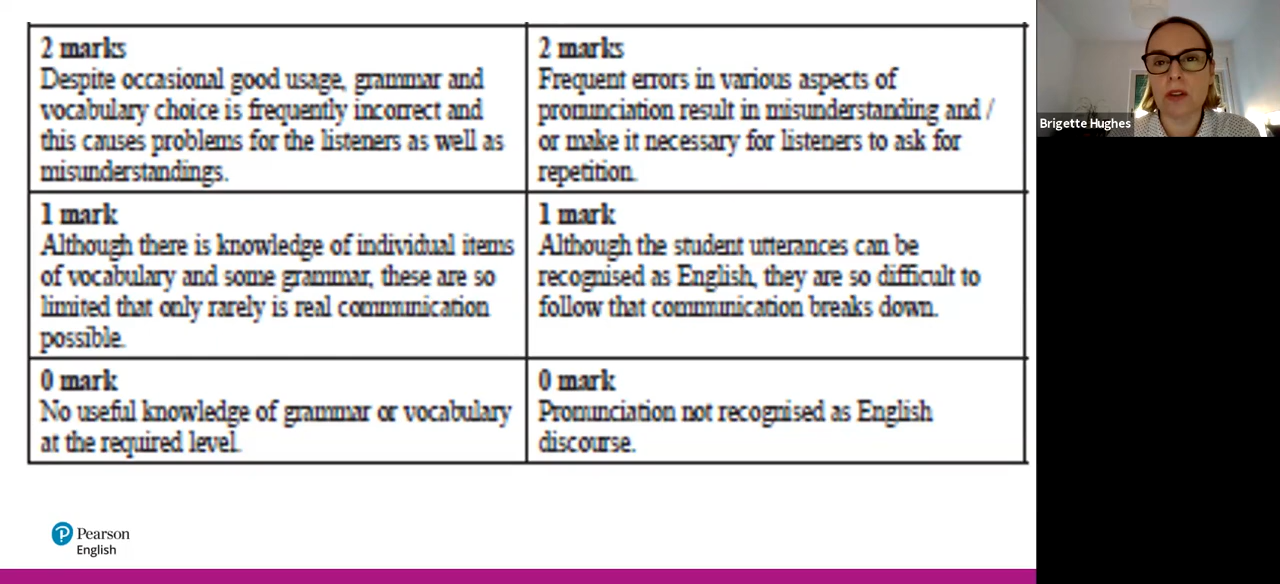 2 marks
Despite occasional good usage, grammar and
vocabulary choice is frequently incorrect and
this causes problems for the listeners as well as
misunderstandings.
2 marks
Frequent errors in various aspects of
pronunciation result in misunderstanding and /
or make it necessary for listeners to ask for
repetition.
1 mark
Although there is knowledge of individual items
of vocabulary and some grammar, these are so
limited that only rarely is real communication
possible.
1 mark
Although the student utterances can be
recognised as English, they are so difficult to
follow that communication breaks down.
0 mark
No useful knowledge of grammar or vocabulary
at the required level.
0 mark
Pronunciation not recognised as English
discourse.
P Pearson
English
Brigette Hughes